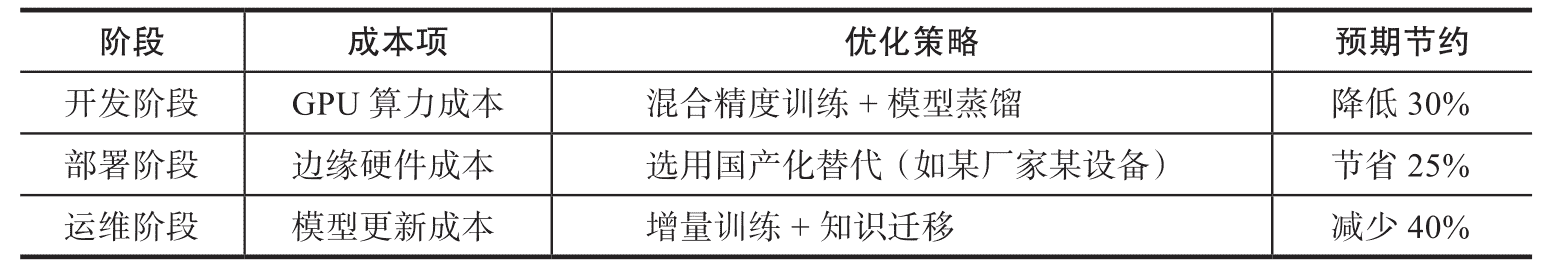 阶段 成本项 优化策略 预期节约
开发阶段 GPU 算力成本 混合精度训练 + 模型蒸馏 降低 30%
部署阶段 边缘硬件成本 选用国产化替代（如某厂家某设备） 节省 25%
运维阶段 模型更新成本 增量训练 + 知识迁移 减少 40%